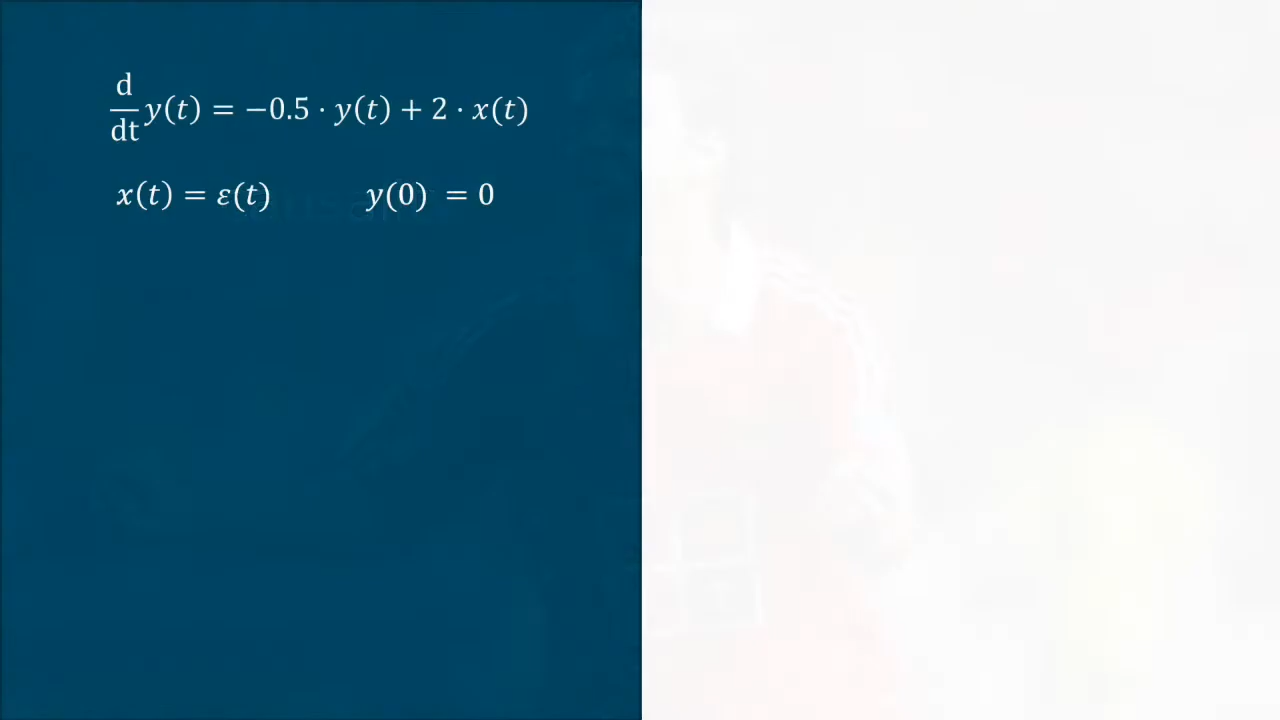 d/dt y(t) = −0.5 · y(t) + 2 · x(t)
x(t) = ε(t) y(0) = 0